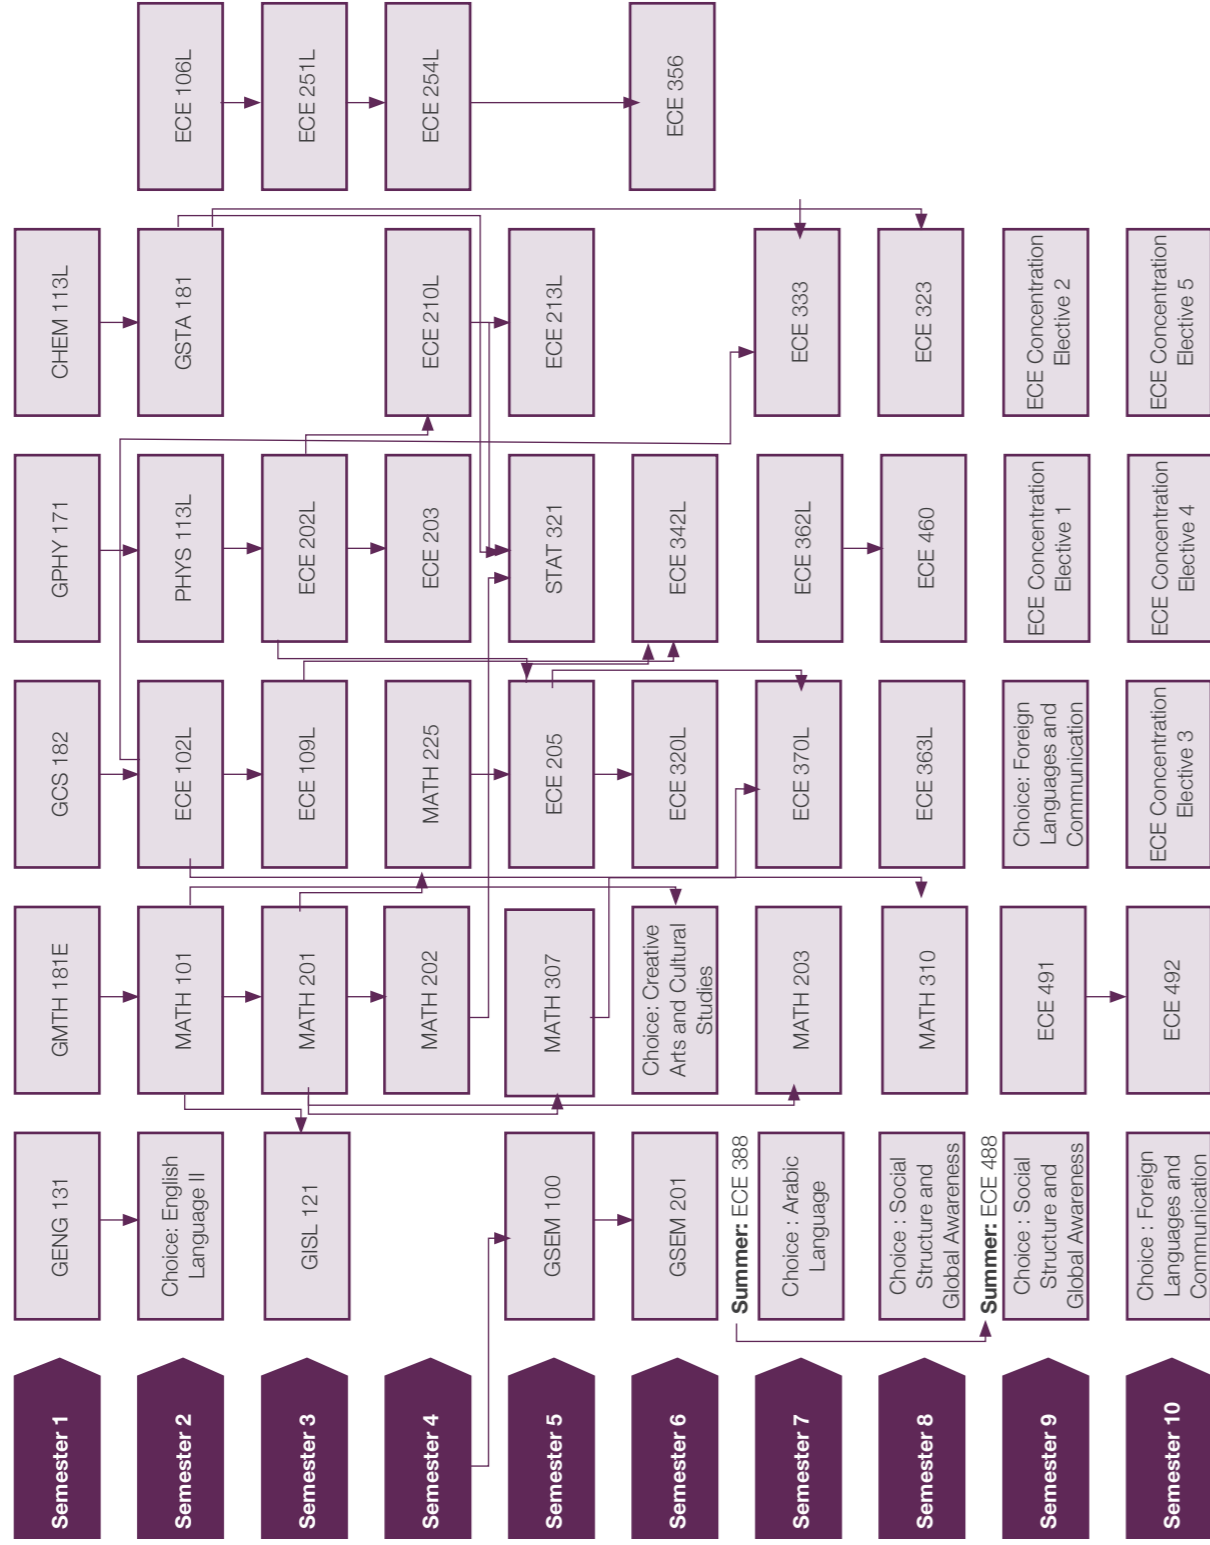 Semester 1
GENG 131
GMTH 181E
GCS 182
GPHY 171
CHEM 113L
Semester 2
Choice: English
Language II
MATH 101
ECE 102L
PHYS 113L
GSTA 181
ECE 106L
Semester 3
GISL 121
MATH 201
ECE 109L
ECE 202L
ECE 251L
Semester 4
MATH 202
MATH 225
ECE 203
ECE 210L
ECE 254L
Semester 5
GSEM 100
MATH 307
ECE 205
STAT 321
ECE 213L
Semester 6
GSEM 201
Choice: Creative
Arts and Cultural
Studies
ECE 320L
ECE 342L
ECE 356
Summer: ECE 388
Semester 7
Choice : Arabic
Language
MATH 203
ECE 370L
ECE 362L
ECE 333
Semester 8
Choice : Social
Structure and
Global Awareness
MATH 310
ECE 363L
ECE 460
ECE 323
Summer: ECE 488
Semester 9
Choice : Social
Structure and
Global Awareness
ECE 491
Choice: Foreign
Languages and
Communication
ECE Concentration
Elective 1
ECE Concentration
Elective 2
Semester 10
Choice : Foreign
Languages and
Communication
ECE 492
ECE Concentration
Elective 3
ECE Concentration
Elective 4
ECE Concentration
Elective 5